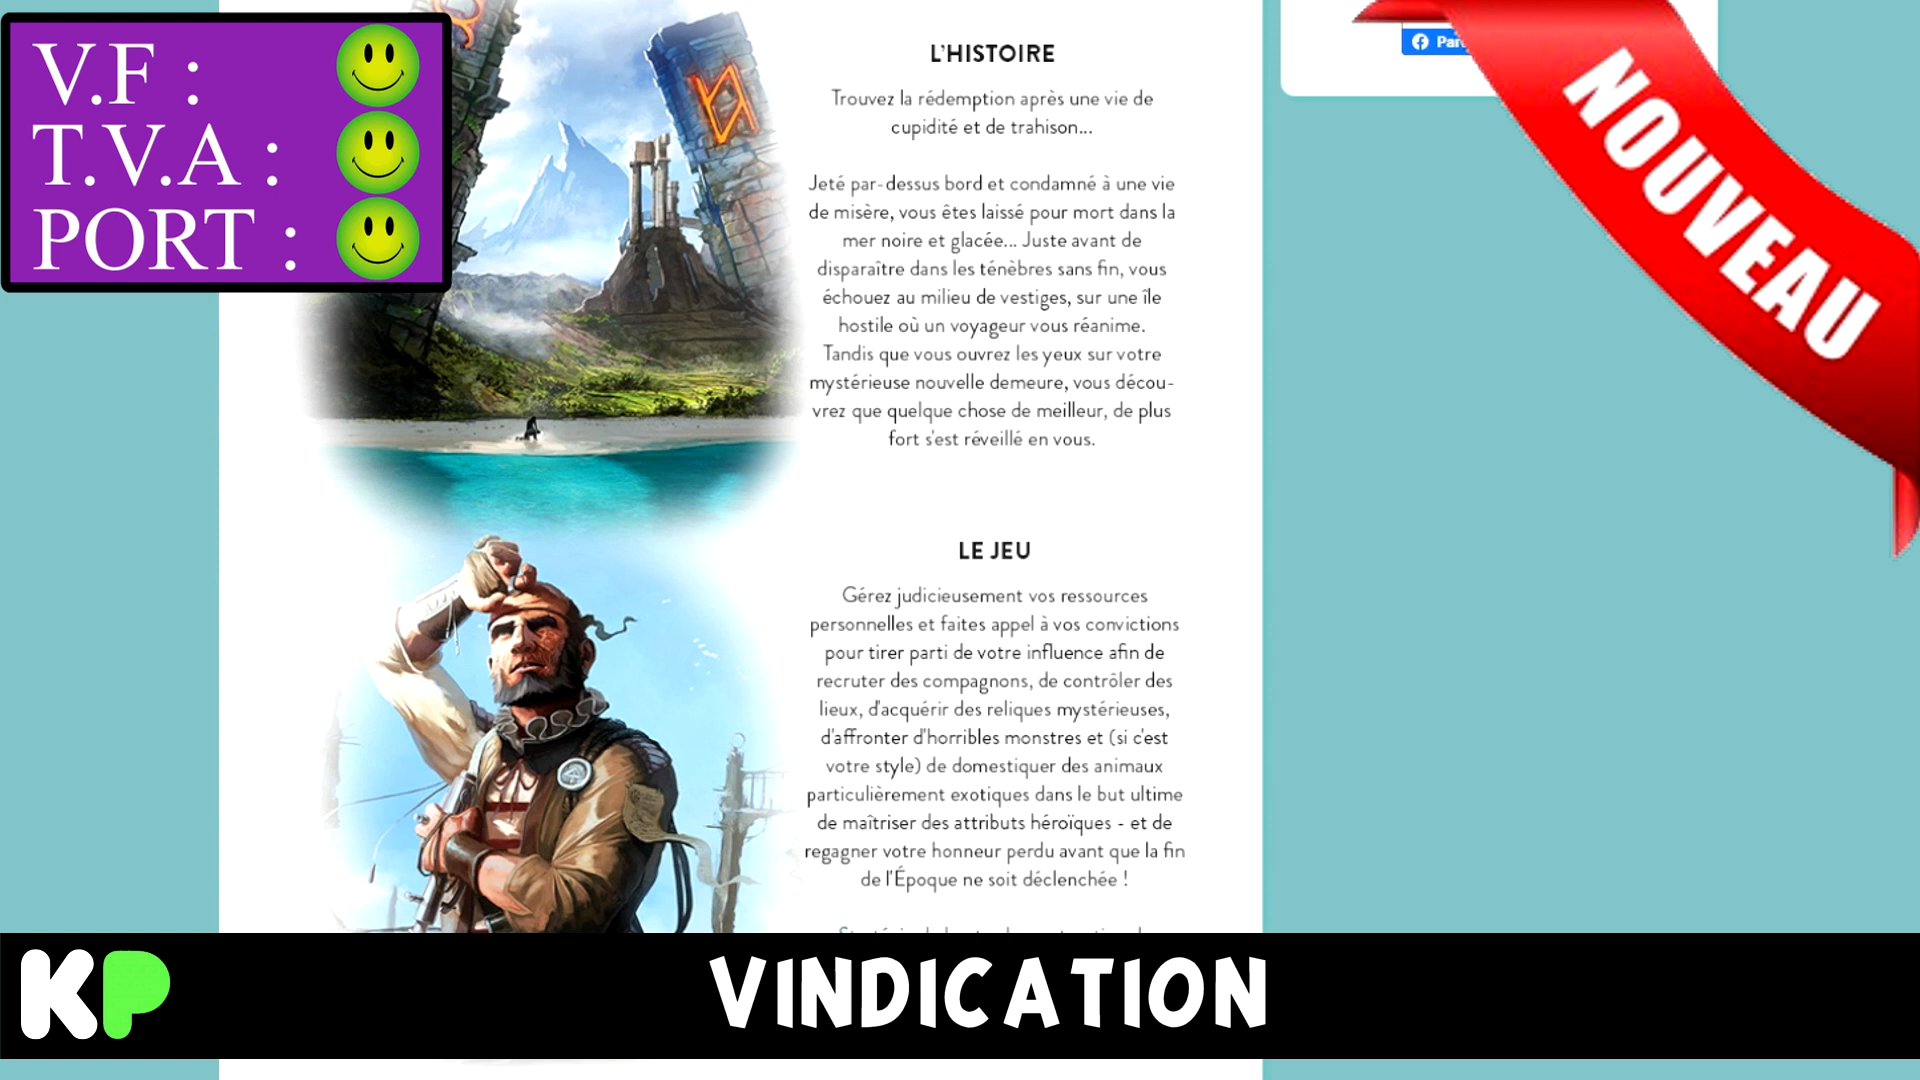 V.F :
T.V.A :
PORT :
L'HISTOIRE
Trouvez la rédemption après une vie de
cupidité et de trahison...
Jeté par-dessus bord et condamné à une vie
de misère, vous êtes laissé pour mort dans la
mer noire et glacée... Juste avant de
disparaître dans les ténèbres sans fin, vous
échouez au milieu de vestiges, sur une île
hostile où un voyageur vous réanime.
Tandis que vous ouvrez les yeux sur votre
mystérieuse nouvelle demeure, vous décou-
vrez que quelque chose de meilleur, de plus
fort s'est réveillé en vous.
LE JEU
Gérez judicieusement vos ressources
personnelles et faites appel à vos convictions
pour tirer parti de votre influence afin de
recruter des compagnons, de contrôler des
lieux, d'acquérir des reliques mystérieuses,
d'affronter d'horribles monstres et (si c'est
votre style) de domestiquer des animaux
particulièrement exotiques dans le but ultime
de maîtriser des attributs héroïques - et de
regagner votre honneur perdu avant que la fin
de l'Époque ne soit déclenchée !
NOUVEAU
KP
VINDICATION